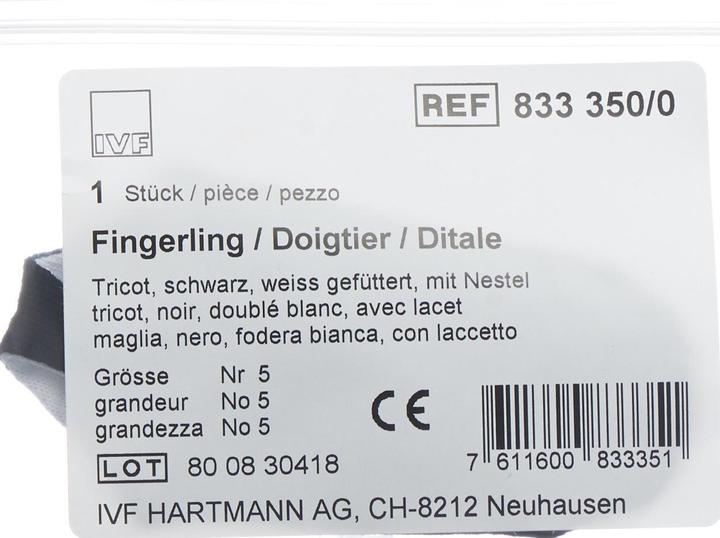 IVF
REF 833 350/0
1 Stück / pièce / pezzo
Fingerling / Doigtier / Ditale
Tricot, schwarz, weiss gefüttert, mit Nestel
tricot, noir, doublé blanc, avec lacet
maglia, nero, fodera bianca, con laccetto
Grösse Nr 5
grandeur No 5
grandezza No 5
CE
LOT 80 08 30418
7 611600 833351
IVF HARTMANN AG, CH-8212 Neuhausen